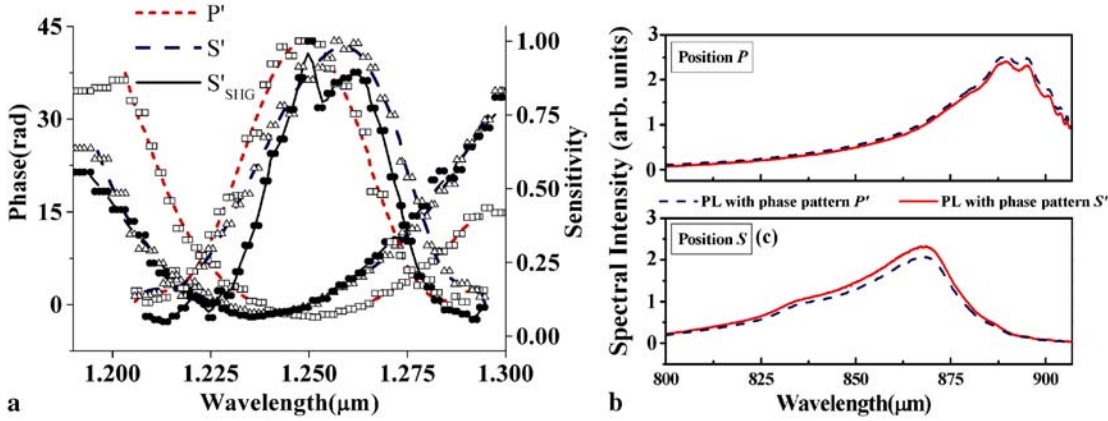 45
30
15
0
Phase(rad)
P'
S'
S'SHG
1.00
0.75
0.50
0.25
0.00
Sensitivity
1.200 1.225 1.250 1.275 1.300
Wavelength(μm)
a
Spectral Intensity (arb. units)
3
2
1
0
Position P
PL with phase pattern P' PL with phase pattern S'
3
2
1
0
Position S (c)
800 825 850 875 900
Wavelength(μm)
b